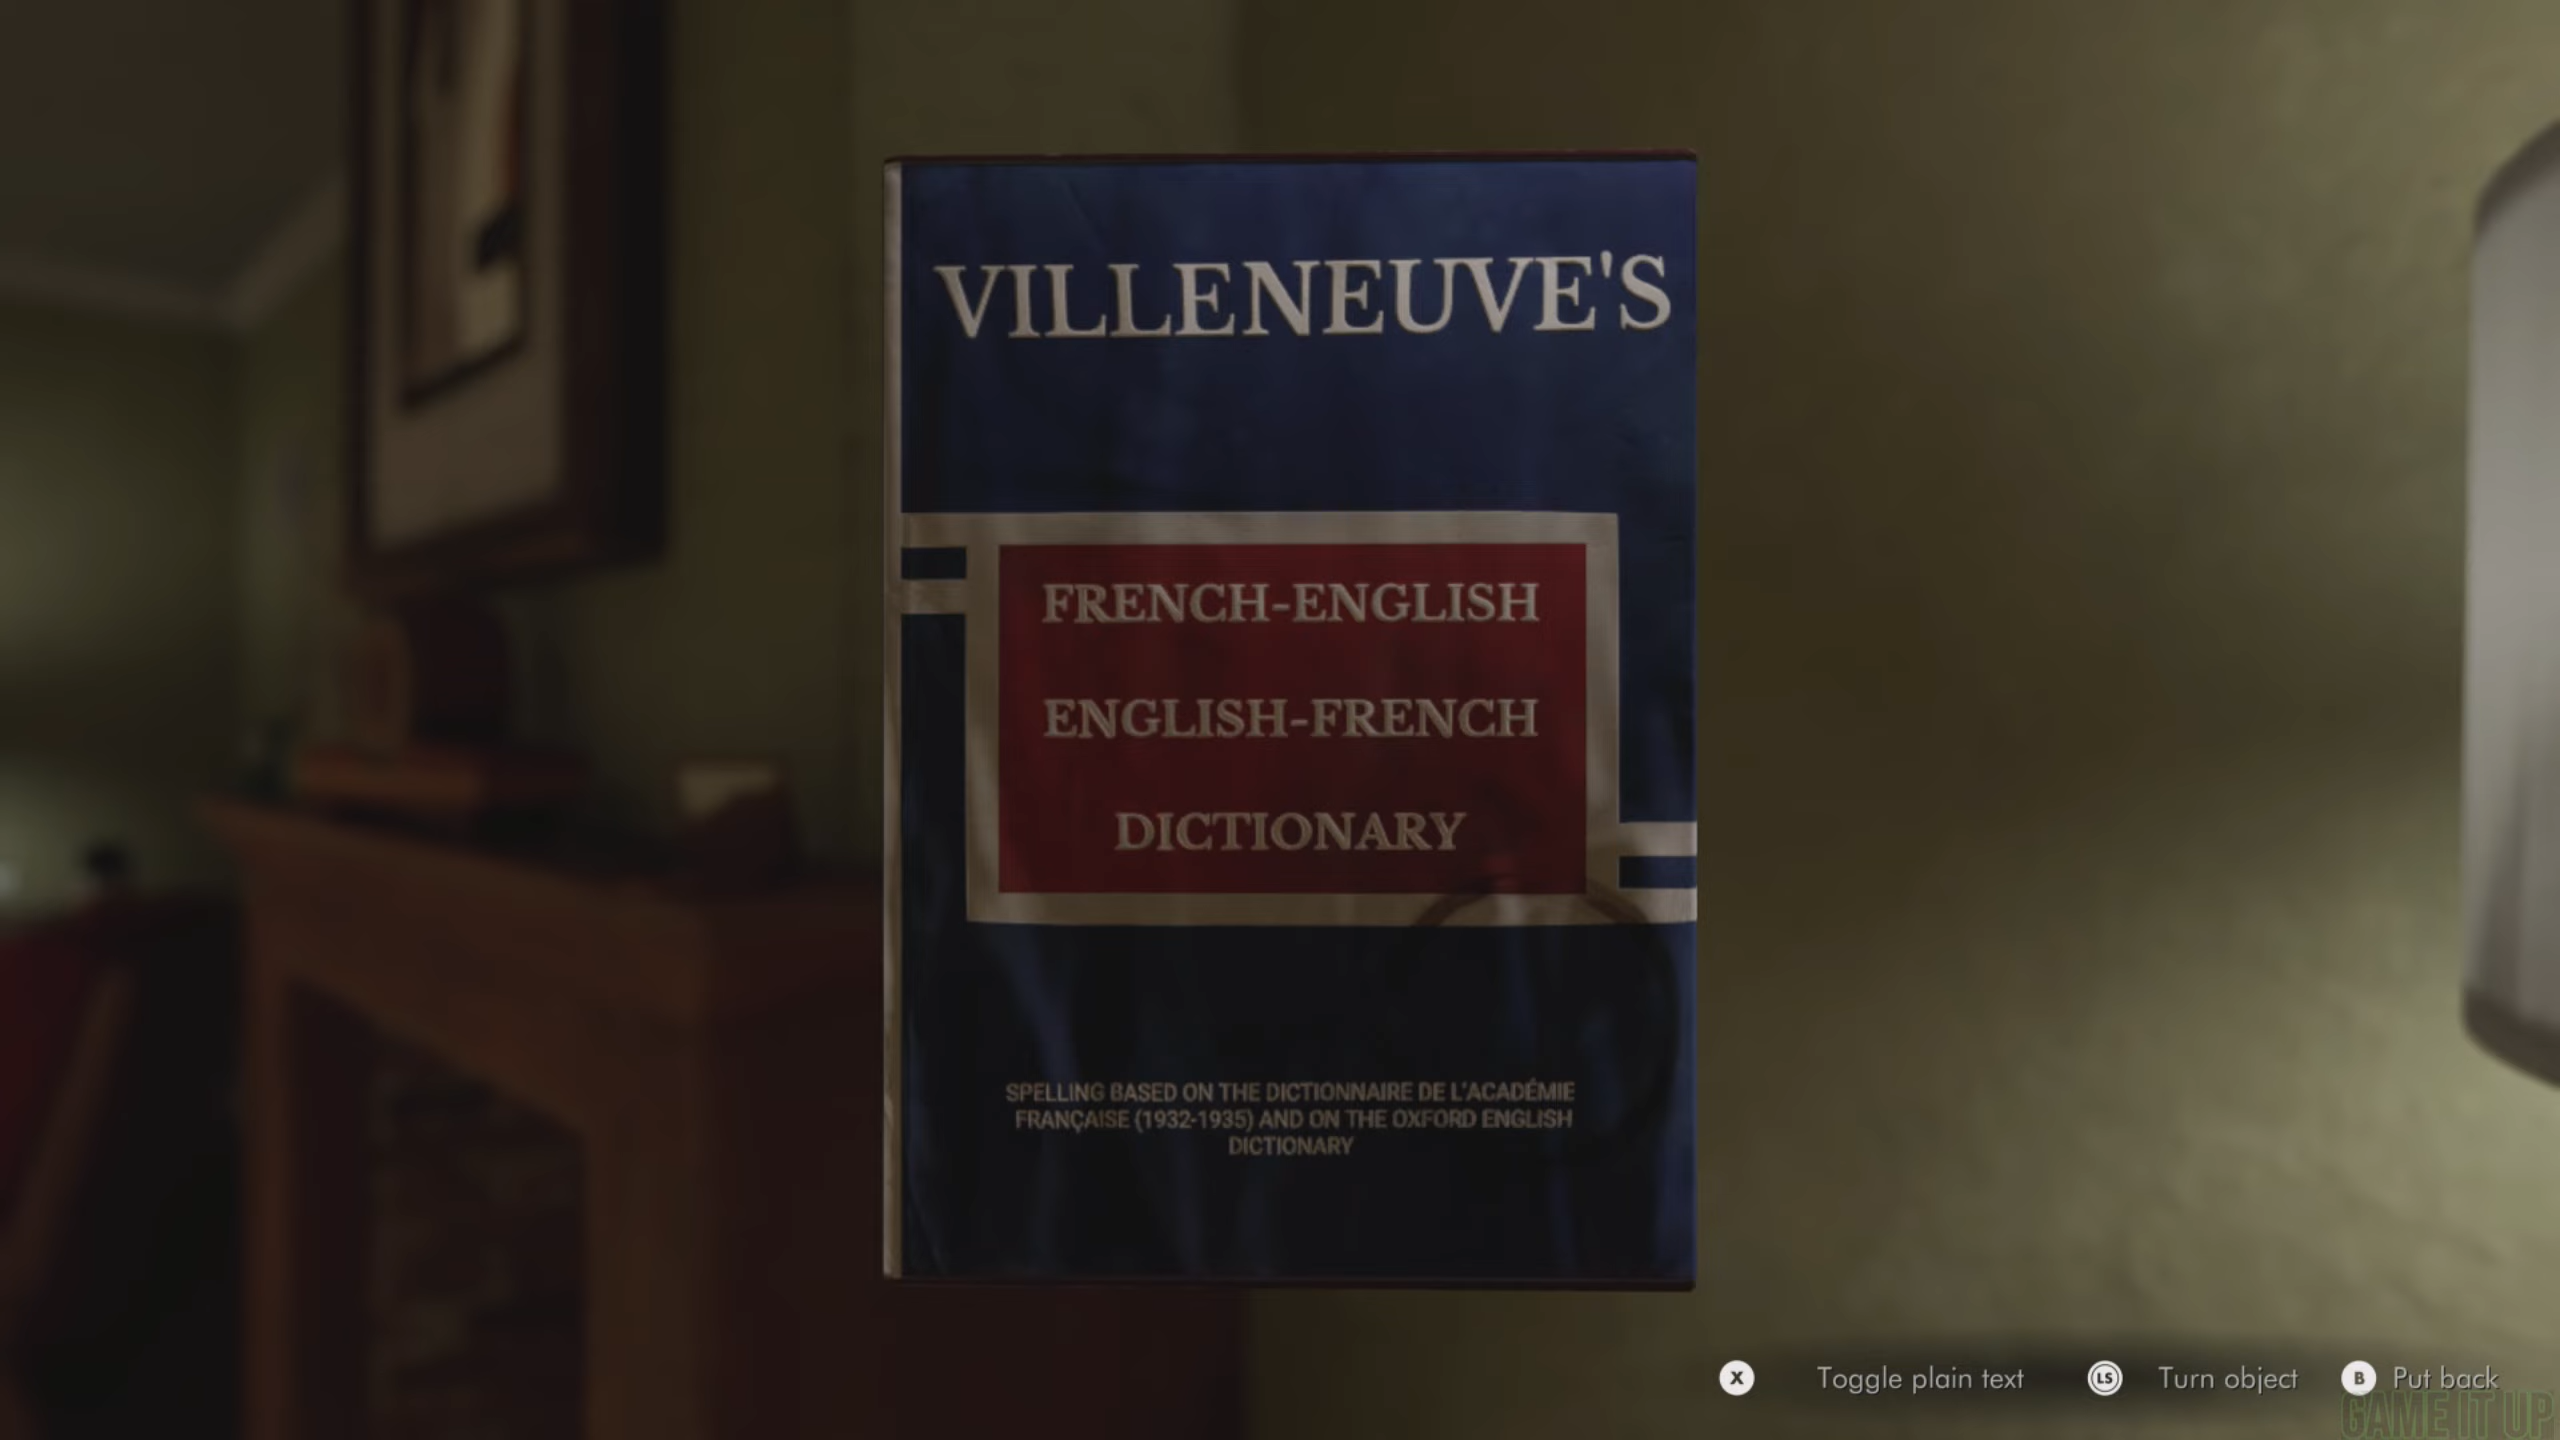 VILLENEUVE'S
FRENCH-ENGLISH
ENGLISH-FRENCH
DICTIONARY
SPELLING BASED ON THE DICTIONNAIRE DE L'ACADÉMIE
FRANÇAISE (1932-1935) AND ON THE OXFORD ENGLISH
DICTIONARY
X Toggle plain text LS Turn object B Put back
GAME IT UP